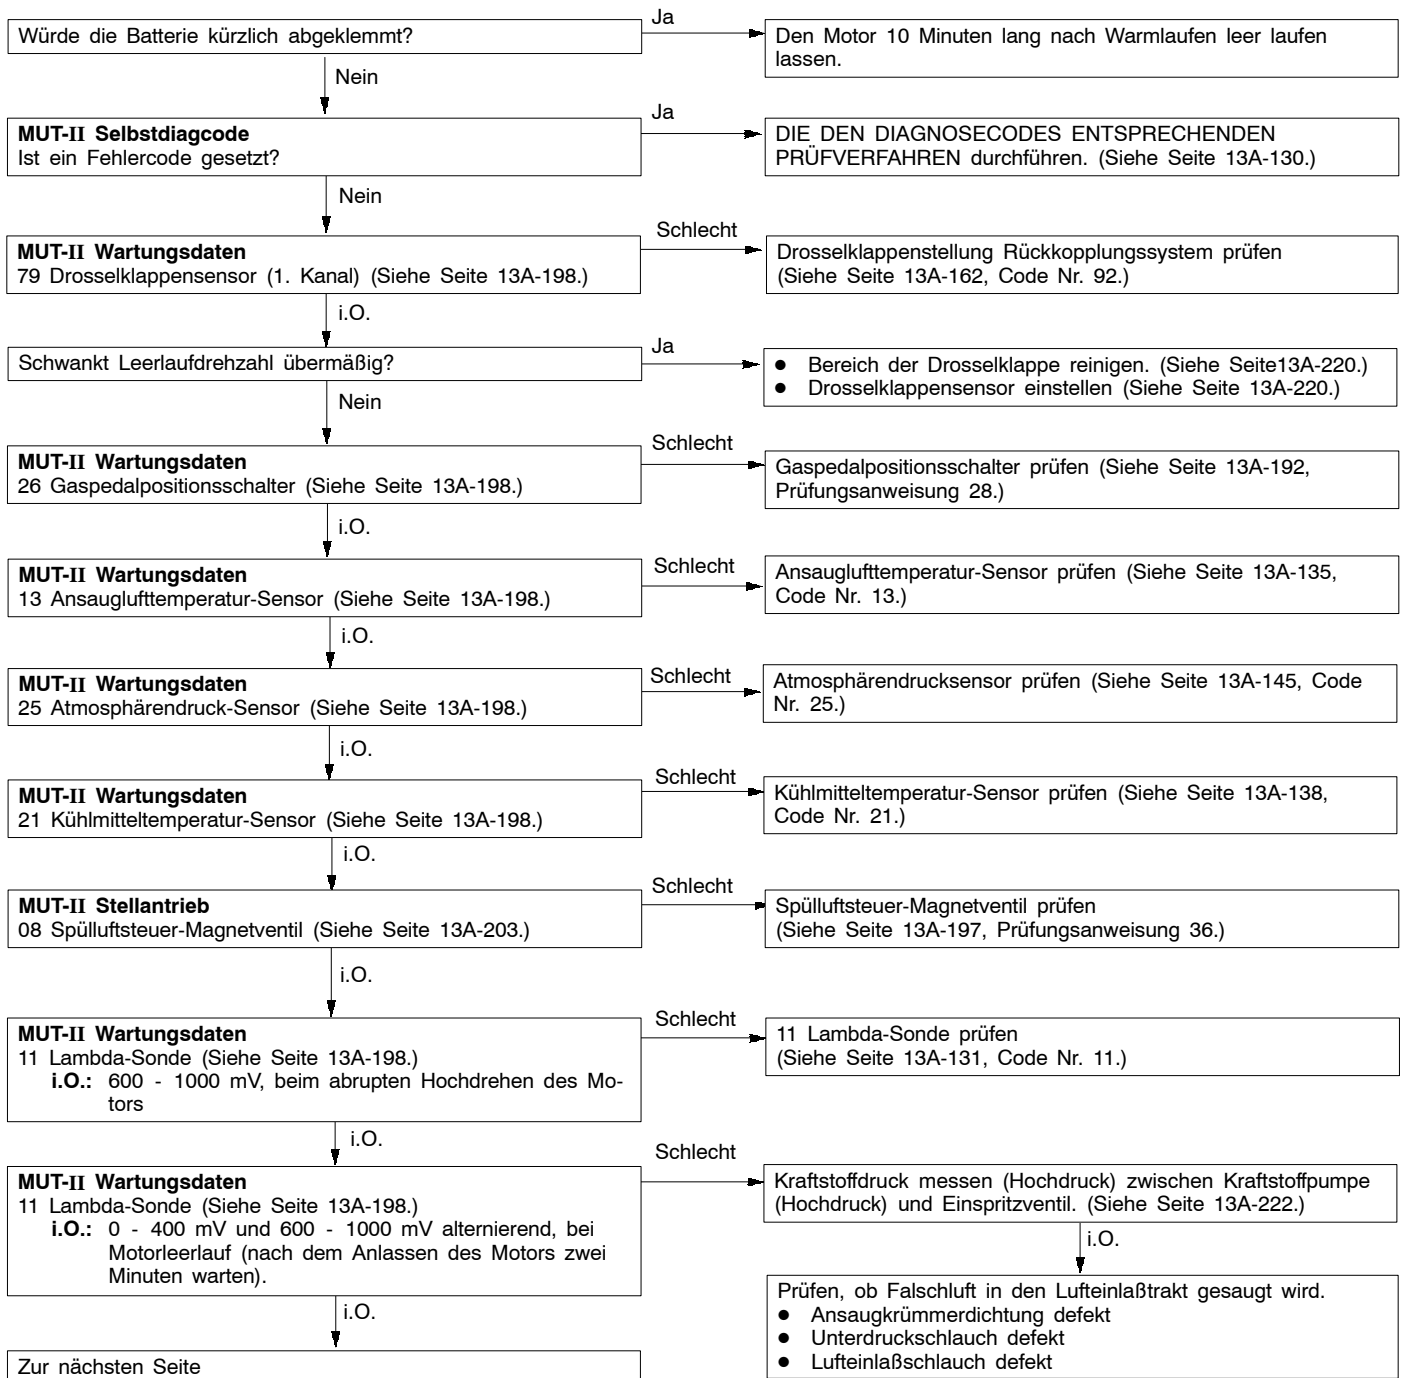 Würde die Batterie kürzlich abgeklemmt?
Ja
Den Motor 10 Minuten lang nach Warmlaufen leer laufen
lassen.
Nein
MUT-II Selbstdiagcode
Ist ein Fehlercode gesetzt?
Ja
DIE DEN DIAGNOSECODES ENTSPRECHENDEN
PRÜFVERFAHREN durchführen. (Siehe Seite 13A-130.)
Nein
MUT-II Wartungsdaten
79 Drosselklappensensor (1. Kanal) (Siehe Seite 13A-198.)
Schlecht
Drosselklappenstellung Rückkopplungssystem prüfen
(Siehe Seite 13A-162, Code Nr. 92.)
i.O.
Schwankt Leerlaufdrehzahl übermäßig?
Ja
● Bereich der Drosselklappe reinigen. (Siehe Seite13A-220.)
● Drosselklappensensor einstellen (Siehe Seite 13A-220.)
Nein
MUT-II Wartungsdaten
26 Gaspedalpositionsschalter (Siehe Seite 13A-198.)
Schlecht
Gaspedalpositionsschalter prüfen (Siehe Seite 13A-192,
Prüfungsanweisung 28.)
i.O.
MUT-II Wartungsdaten
13 Ansauglufttemperatur-Sensor (Siehe Seite 13A-198.)
Schlecht
Ansauglufttemperatur-Sensor prüfen (Siehe Seite 13A-135,
Code Nr. 13.)
i.O.
MUT-II Wartungsdaten
25 Atmosphärendruck-Sensor (Siehe Seite 13A-198.)
Schlecht
Atmosphärendrucksensor prüfen (Siehe Seite 13A-145, Code
Nr. 25.)
i.O.
MUT-II Wartungsdaten
21 Kühlmitteltemperatur-Sensor (Siehe Seite 13A-198.)
Schlecht
Kühlmitteltemperatur-Sensor prüfen (Siehe Seite 13A-138,
Code Nr. 21.)
i.O.
MUT-II Stellantrieb
08 Spülluftsteuer-Magnetventil (Siehe Seite 13A-203.)
Schlecht
Spülluftsteuer-Magnetventil prüfen
(Siehe Seite 13A-197, Prüfungsanweisung 36.)
i.O.
MUT-II Wartungsdaten
11 Lambda-Sonde (Siehe Seite 13A-198.)
i.O.: 600 - 1000 mV, beim abrupten Hochdrehen des Mo-
tors
Schlecht
11 Lambda-Sonde prüfen
(Siehe Seite 13A-131, Code Nr. 11.)
i.O.
MUT-II Wartungsdaten
11 Lambda-Sonde (Siehe Seite 13A-198.)
i.O.: 0 - 400 mV und 600 - 1000 mV alternierend, bei
Motorleerlauf (nach dem Anlassen des Motors zwei
Minuten warten).
Schlecht
Kraftstoffdruck messen (Hochdruck) zwischen Kraftstoffpumpe
(Hochdruck) und Einspritzventil. (Siehe Seite 13A-222.)
i.O.
Prüfen, ob Falschluft in den Lufteinlaßtrakt gesaugt wird.
● Ansaugkrümmerdichtung defekt
● Unterdruckschlauch defekt
● Lufteinlaßschlauch defekt
i.O.
Zur nächsten Seite